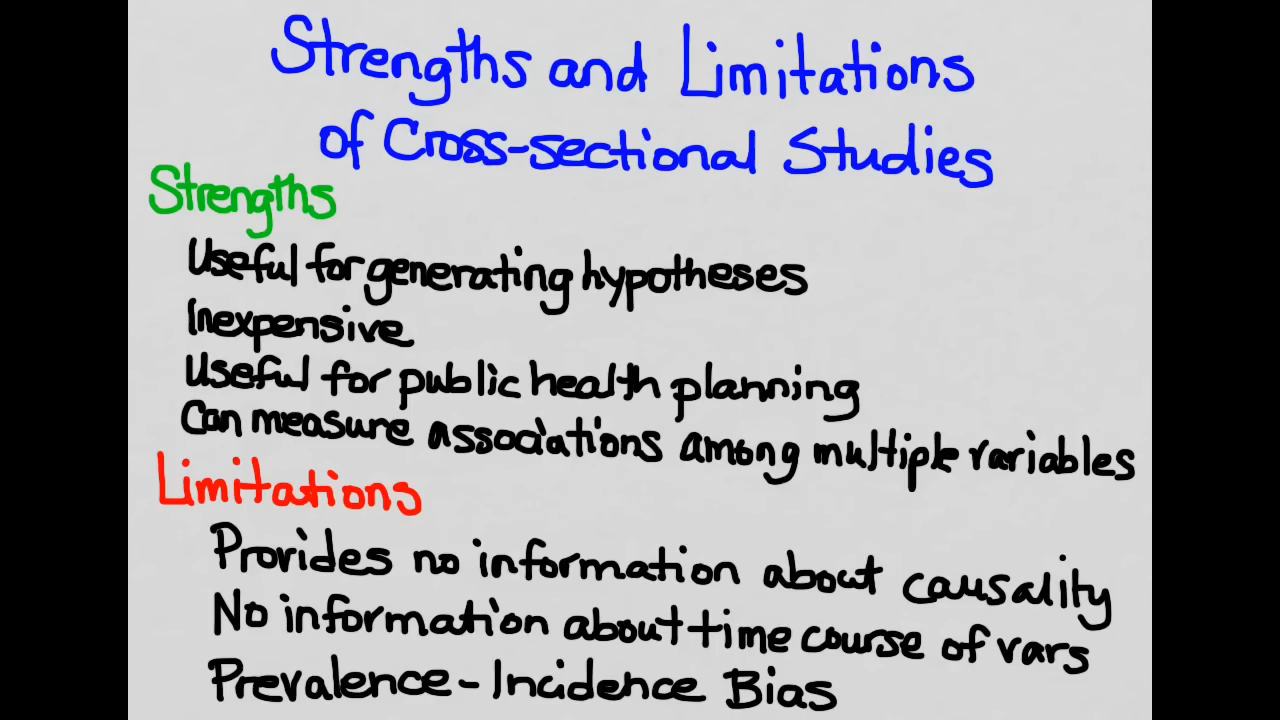 Strengths and Limitations
of Cross-sectional Studies
Strengths
Useful for generating hypotheses
Inexpensive
Useful for public health planning
Can measure associations among multiple variables
Limitations
Provides no information about causality
No information about time course of vars
Prevalence-Incidence Bias